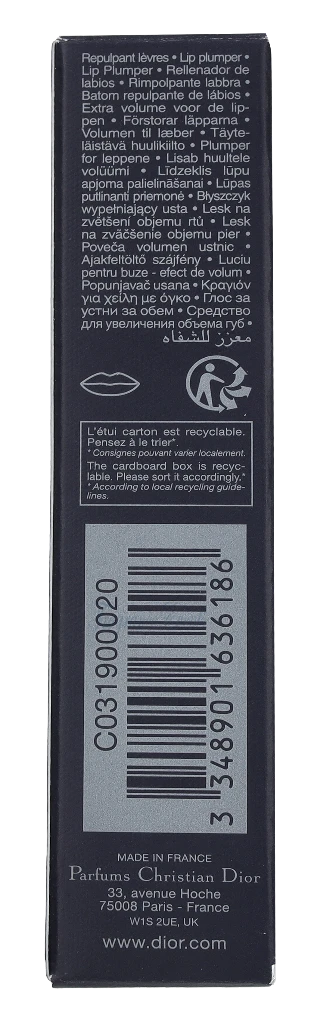 Repulpant lèvres • Lip plumper •
Lip Plumper • Rellenador de
labios • Rimpolpante labbra •
Batom repulpante de lábios •
Extra volume voor de lip-
pen • Förstorar läpparna •
Volumen til læber • Täyte-
läistävä huulikiilto • Plumper
for leppene • Lisab huultele
volüümi • Līdzeklis lūpu
apjoma palielināšanai • Lūpas
putlinanti priemonė • Błyszczyk
wypełniający usta • Lesk na
zvětšení objemu rtů • Lesk
na zväčšenie objemu pier •
Poveča volumen ustnic •
Ajakfeltöltő szájfény • Luciu
pentru buze - efect de volum •
Popunjavač usana • Κραγιόν
για χείλη με όγκο • Глос за
устни за обем • Средство
для увеличения объема губ •
معزز للشفاه
L'étui carton est recyclable.
Pensez à le trier*.
* Consignes pouvant varier localement.
The cardboard box is recyc-
lable. Please sort it accordingly,*
* According to local recycling guide-
lines.
C031900020
3 348901 636186
MADE IN FRANCE
Parfums Christian Dior
33, avenue Hoche
75008 Paris - France
W1S 2UE, UK
www.dior.com